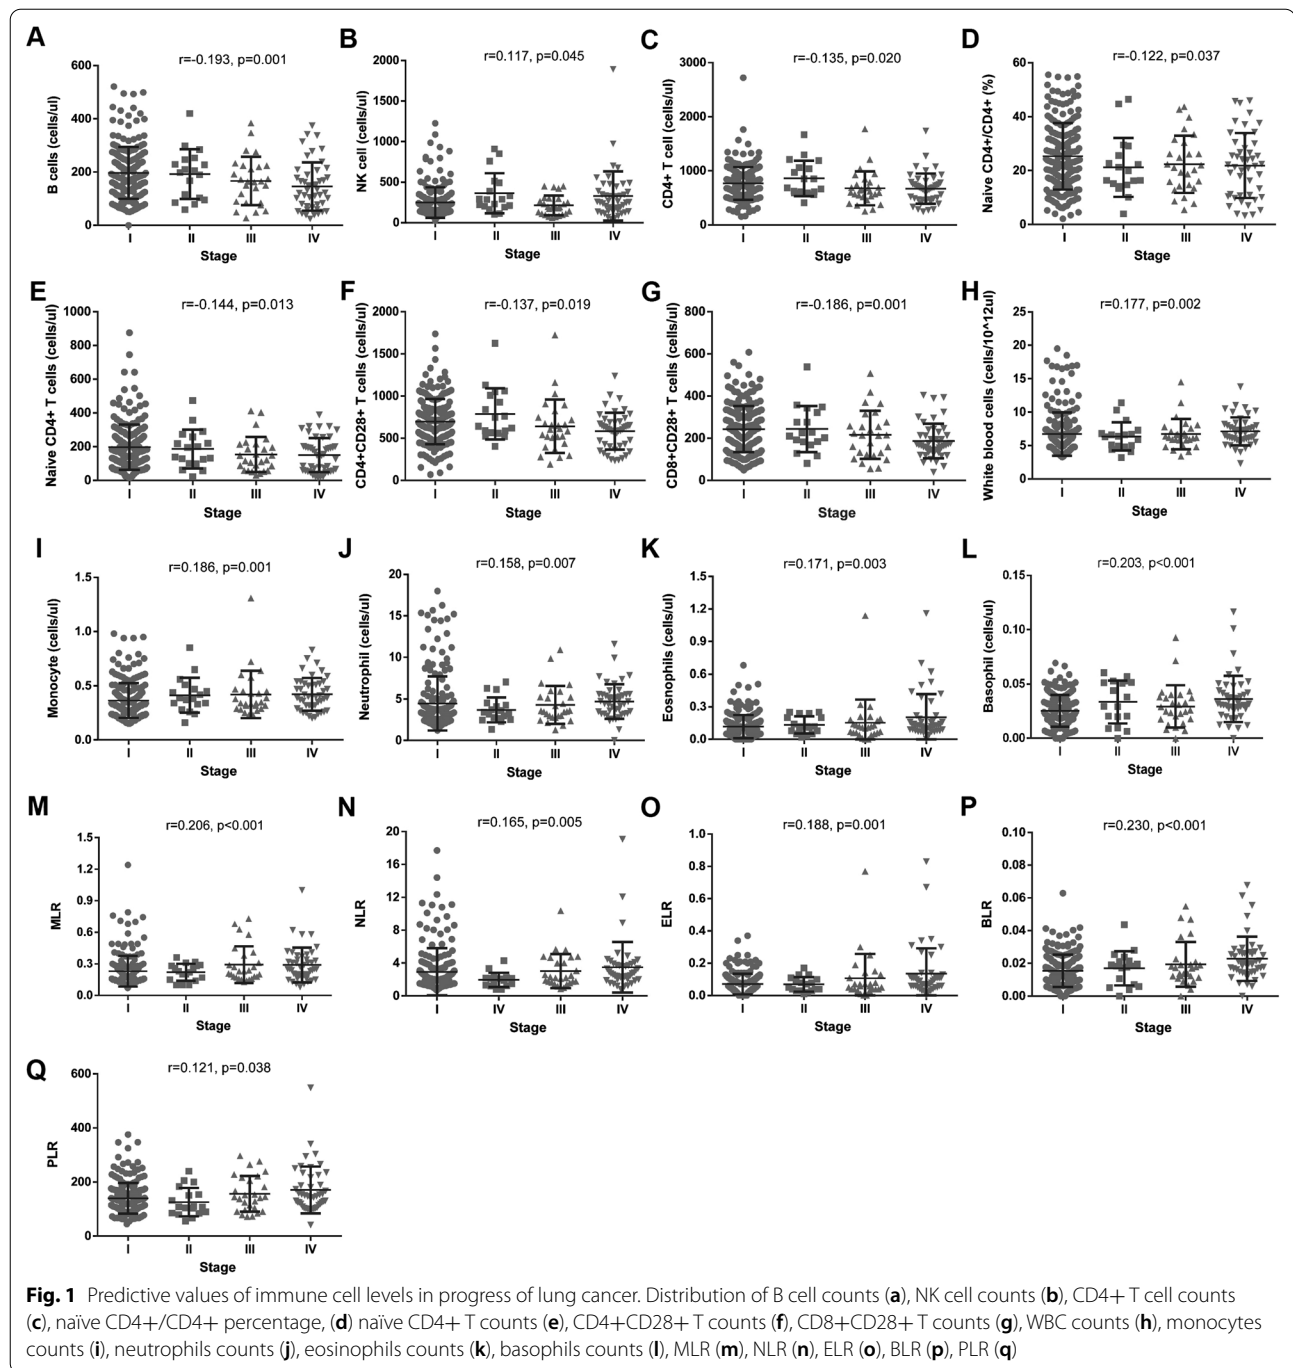 A
r=-0.193, p=0.001
B cells (cells/ul)
600
400
200
0
I II III IV
Stage
B
r=0.117, p=0.045
NK cell (cells/ul)
2000
1500
1000
500
0
I II III IV
Stage
C
r=-0.135, p=0.020
CD4+ T cell (cells/ul)
3000
2000
1000
0
I II III IV
Stage
D
r=-0.122, p=0.037
Naive CD4+/CD4+ (%)
60
40
20
0
I II III IV
Stage
E
r=-0.144, p=0.013
Naive CD4+ T cells (cells/ul)
1000
800
600
400
200
0
I II III IV
Stage
F
r=-0.137, p=0.019
CD4+CD28+ T cells (cells/ul)
2000
1500
1000
500
0
I II III IV
Stage
G
r=-0.186, p=0.001
CD8+CD28+ T cells (cells/ul)
800
600
400
200
0
I II III IV
Stage
H
r=0.177, p=0.002
White blood cells (cells/10^12ul)
25
20
15
10
5
0
I II III IV
Stage
I
r=0.186, p=0.001
Monocyte (cells/ul)
1.5
1.0
0.5
0.0
I II III IV
Stage
J
r=0.158, p=0.007
Neutrophil (cells/ul)
20
15
10
5
0
I II III IV
Stage
K
r=0.171, p=0.003
Eosnophils (cells/ul)
1.5
1.2
0.9
0.6
0.3
0.0
I II III IV
Stage
L
r=0.203, p<0.001
Basophil (cells/ul)
0.15
0.10
0.05
0.00
I II III IV
Stage
M
r=0.206, p<0.001
MLR
1.5
1.2
0.9
0.6
0.3
0.0
I II III IV
Stage
N
r=0.165, p=0.005
NLR
20
16
12
8
4
0
I IV III IV
Stage
O
r=0.188, p=0.001
ELR
1.0
0.8
0.6
0.4
0.2
0.0
I II III IV
Stage
P
r=0.230, p<0.001
BLR
0.10
0.08
0.06
0.04
0.02
0.00
I II III IV
Stage
Q
r=0.121, p=0.038
PLR
600
400
200
0
I II III IV
Stage
Fig. 1 Predictive values of immune cell levels in progress of lung cancer. Distribution of B cell counts (a), NK cell counts (b), CD4+ T cell counts
(c), naïve CD4+/CD4+ percentage, (d) naïve CD4+ T counts (e), CD4+CD28+ T counts (f), CD8+CD28+ T counts (g), WBC counts (h), monocytes
counts (i), neutrophils counts (j), eosinophils counts (k), basophils counts (l), MLR (m), NLR (n), ELR (o), BLR (p), PLR (q)